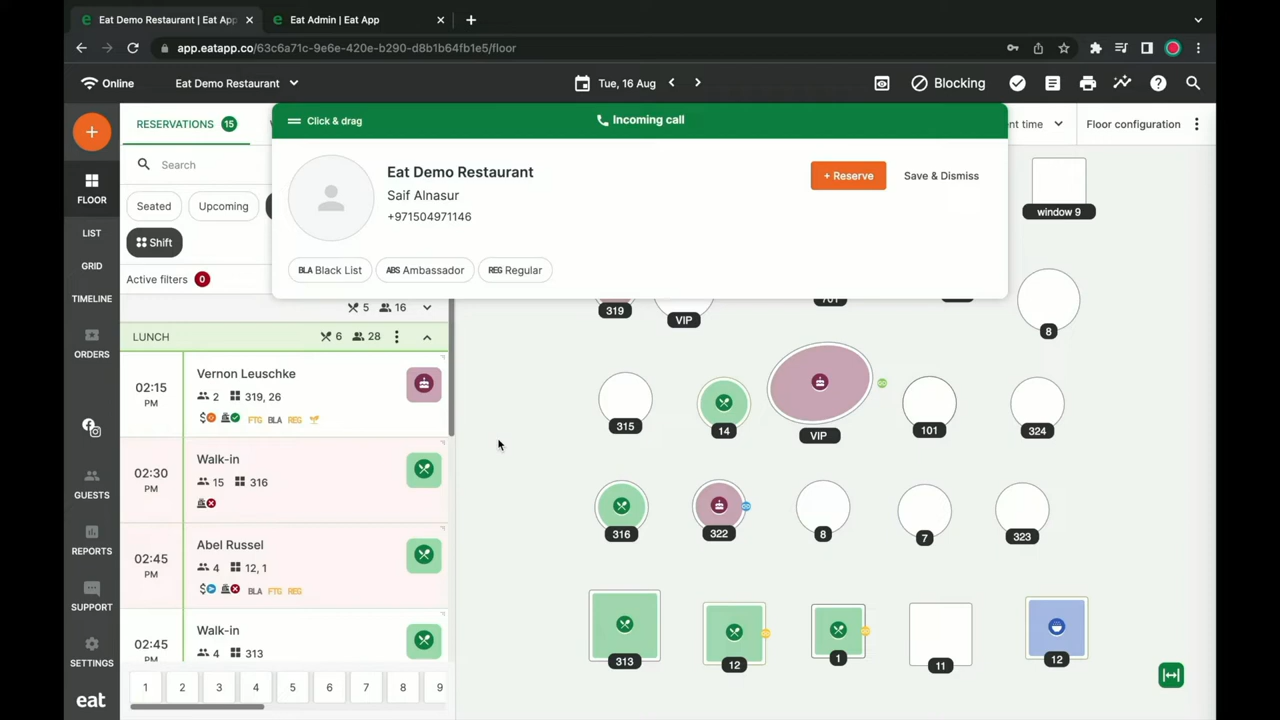 Eat Demo Restaurant | Eat App
Eat Admin | Eat App
app.eatapp.co/63c6a71c-9e6e-420e-b290-d8b1b64fb1e5/floor
Online
Eat Demo Restaurant
Tue, 16 Aug
Blocking
RESERVATIONS 15
Click & drag
Incoming call
nt time
Floor configuration
Search
Eat Demo Restaurant
Saif Alnasur
+971504971146
+ Reserve
Save & Dismiss
BLA Black List
ABS Ambassador
REG Regular
Seated
Upcoming
Shift
Active filters 0
5 16
LUNCH 6 28
02:15 PM
Vernon Leuschke
2 319, 26
$ FTG BLA REG
02:30 PM
Walk-in
15 316
02:45 PM
Abel Russel
4 12, 1
$ BLA FTG REG
02:45 PM
Walk-in
4 313
1 2 3 4 5 6 7 8 9
FLOOR
LIST
GRID
TIMELINE
ORDERS
GUESTS
REPORTS
SUPPORT
SETTINGS
eat
window 9
319
VIP
701
8
315
14
VIP
101
324
316
322
8
7
323
313
12
1
11
12